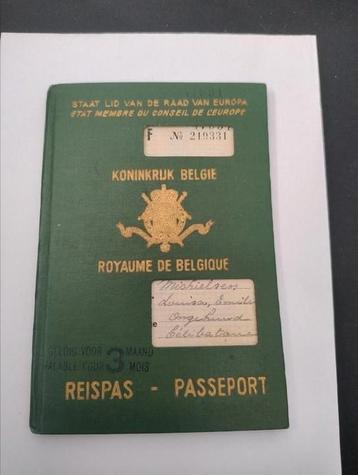 STAAT LID VAN DE RAAD VAN EUROPA
ETAT MEMBRE DU CONSEIL DE L'EUROPE
F № 219331
KONINKRIJK BELGIE
ROYAUME DE BELGIQUE
Michielsen
Louisa, Emilie
Ongehuwd
e Célibataire
GELDIG VOOR 3 MAAND
VALABLE POUR MOIS
REISPAS - PASSEPORT